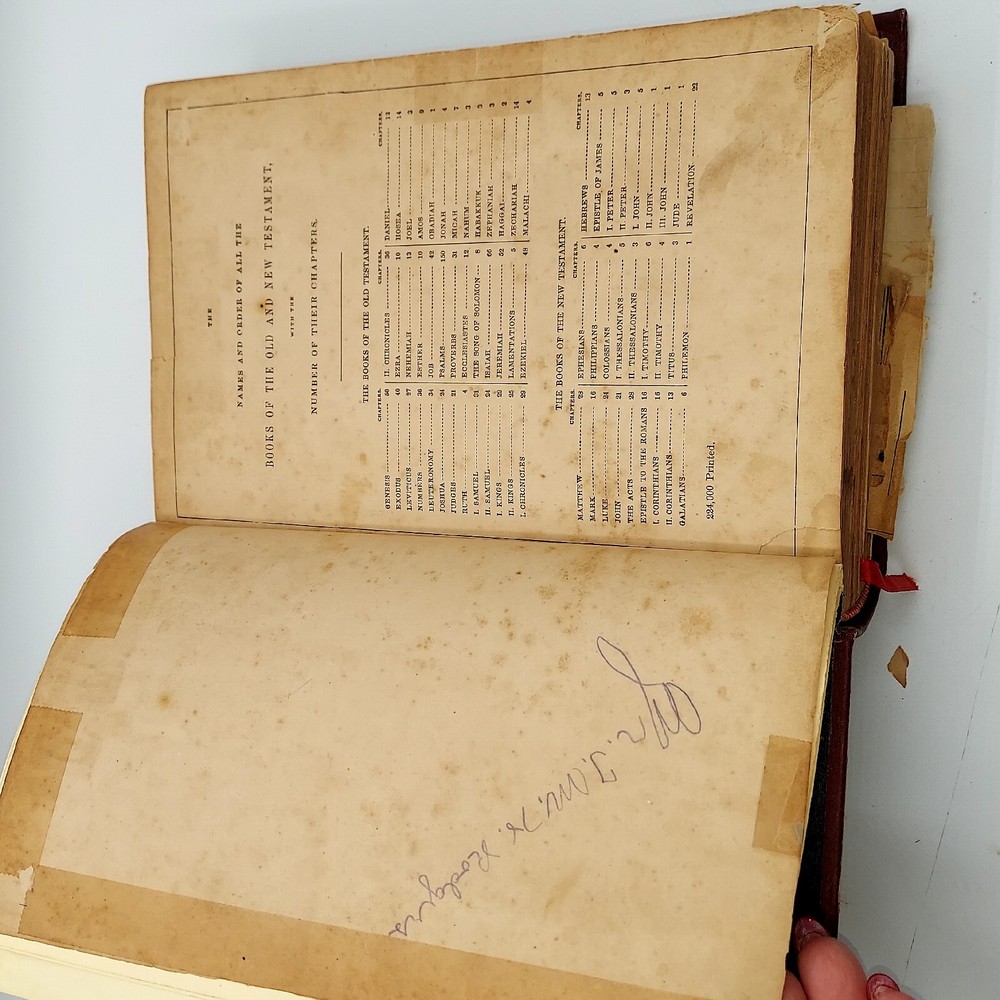 THE
NAMES AND ORDER OF ALL THE
BOOKS OF THE OLD AND NEW TESTAMENT,
WITH THE
NUMBER OF THEIR CHAPTERS.
THE BOOKS OF THE OLD TESTAMENT.
CHAPTERS.
GENESIS 50
EXODUS 40
LEVITICUS 27
NUMBERS 36
DEUTERONOMY 34
JOSHUA 24
JUDGES 21
RUTH 4
I. SAMUEL 31
II. SAMUEL 24
I. KINGS 22
II. KINGS 25
I. CHRONICLES 29
CHAPTERS.
II. CHRONICLES 36
EZRA 10
NEHEMIAH 13
ESTHER 10
JOB 42
PSALMS 150
PROVERBS 31
ECCLESIASTES 12
THE SONG OF SOLOMON 8
ISAIAH 66
JEREMIAH 52
LAMENTATIONS 5
EZEKIEL 48
CHAPTERS.
DANIEL 12
HOSEA 14
JOEL 3
AMOS 9
OBADIAH 1
JONAH 4
MICAH 7
NAHUM 3
HABAKKUK 3
ZEPHANIAH 3
HAGGAI 2
ZECHARIAH 14
MALACHI 4
THE BOOKS OF THE NEW TESTAMENT.
CHAPTERS.
MATTHEW 28
MARK 16
LUKE 24
JOHN 21
THE ACTS 28
EPISTLE TO THE ROMANS 16
I. CORINTHIANS 16
II. CORINTHIANS 13
GALATIANS 6
CHAPTERS.
EPHESIANS 6
PHILIPPIANS 4
COLOSSIANS 4
I. THESSALONIANS 5
II. THESSALONIANS 3
I. TIMOTHY 6
II. TIMOTHY 4
TITUS 3
PHILEMON 1
CHAPTERS.
HEBREWS 13
EPISTLE OF JAMES 5
I. PETER 5
II. PETER 3
I. JOHN 5
II. JOHN 1
III. JOHN 1
JUDE 1
REVELATION 22
224,000 Printed.